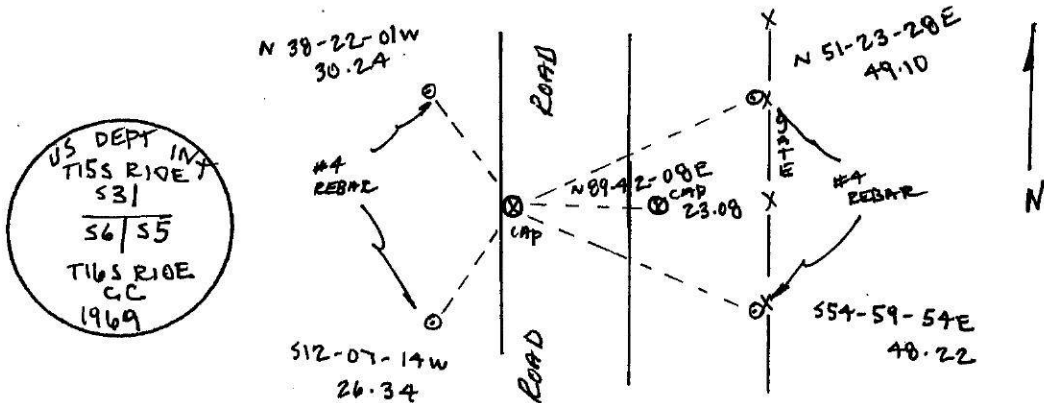 US DEPT INT
T15S R10E
S31
S6 | S5
T16S R10E
CC
1969
N 38-22-01W
30.24
#4
REBAR
S12-07-14W
26.34
ROAD
ROAD
CAP
N89-42-08E
CAP
23.08
X
GATE
X
X
X
N 51-23-28E
49.10
#4
REBAR
S54-59-54E
48.22
N